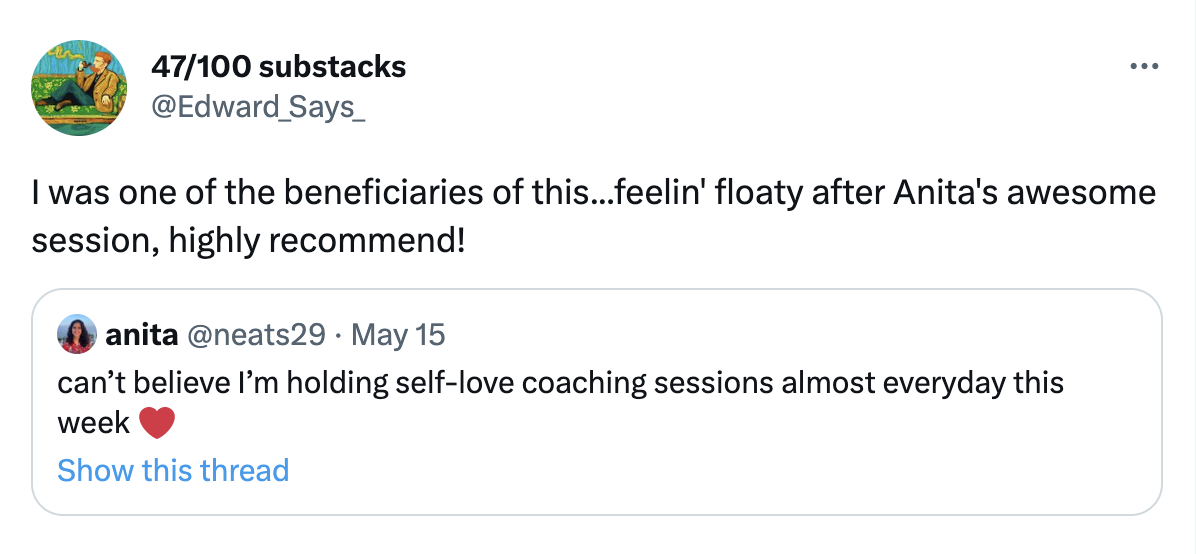 47/100 substacks
@Edward_Says_
I was one of the beneficiaries of this...feelin' floaty after Anita's awesome
session, highly recommend!
anita @neats29 · May 15
can’t believe I’m holding self-love coaching sessions almost everyday this
week ❤️
Show this thread